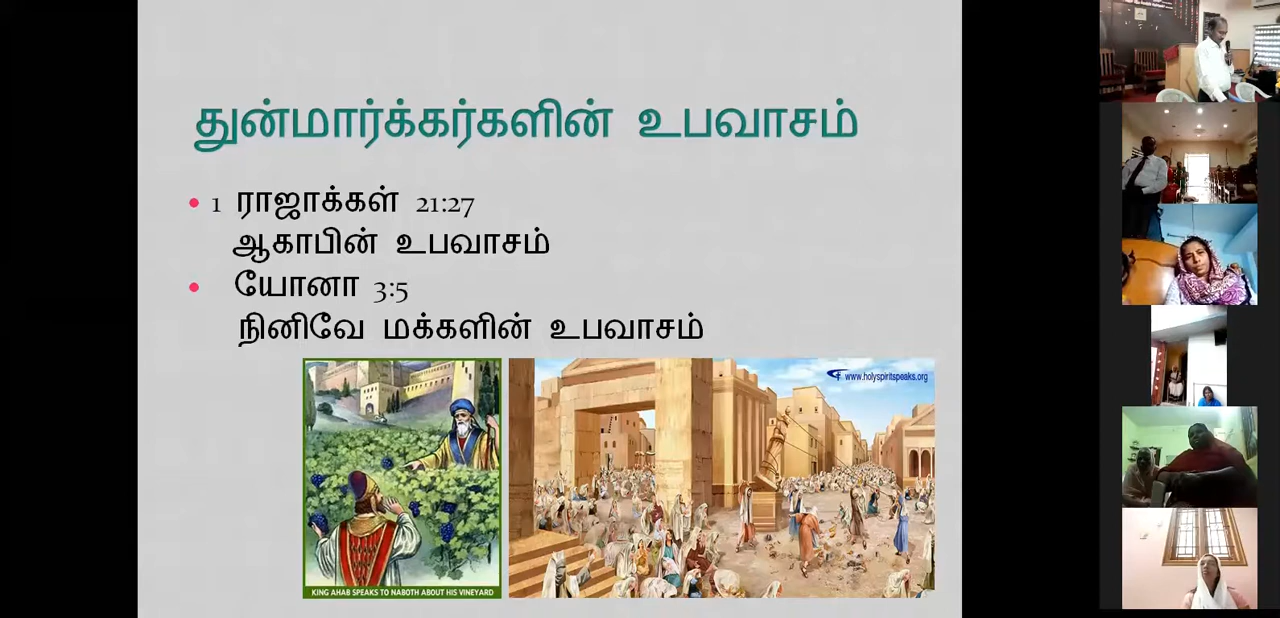 துன்மார்க்கர்களின் உபவாசம்
• 1 ராஜாக்கள் 21:27
ஆகாபின் உபவாசம்
• யோனா 3:5
நினிவே மக்களின் உபவாசம்
www.holyspiritspeaks.org
KING AHAB SPEAKS TO NABOTH ABOUT HIS VINEYARD